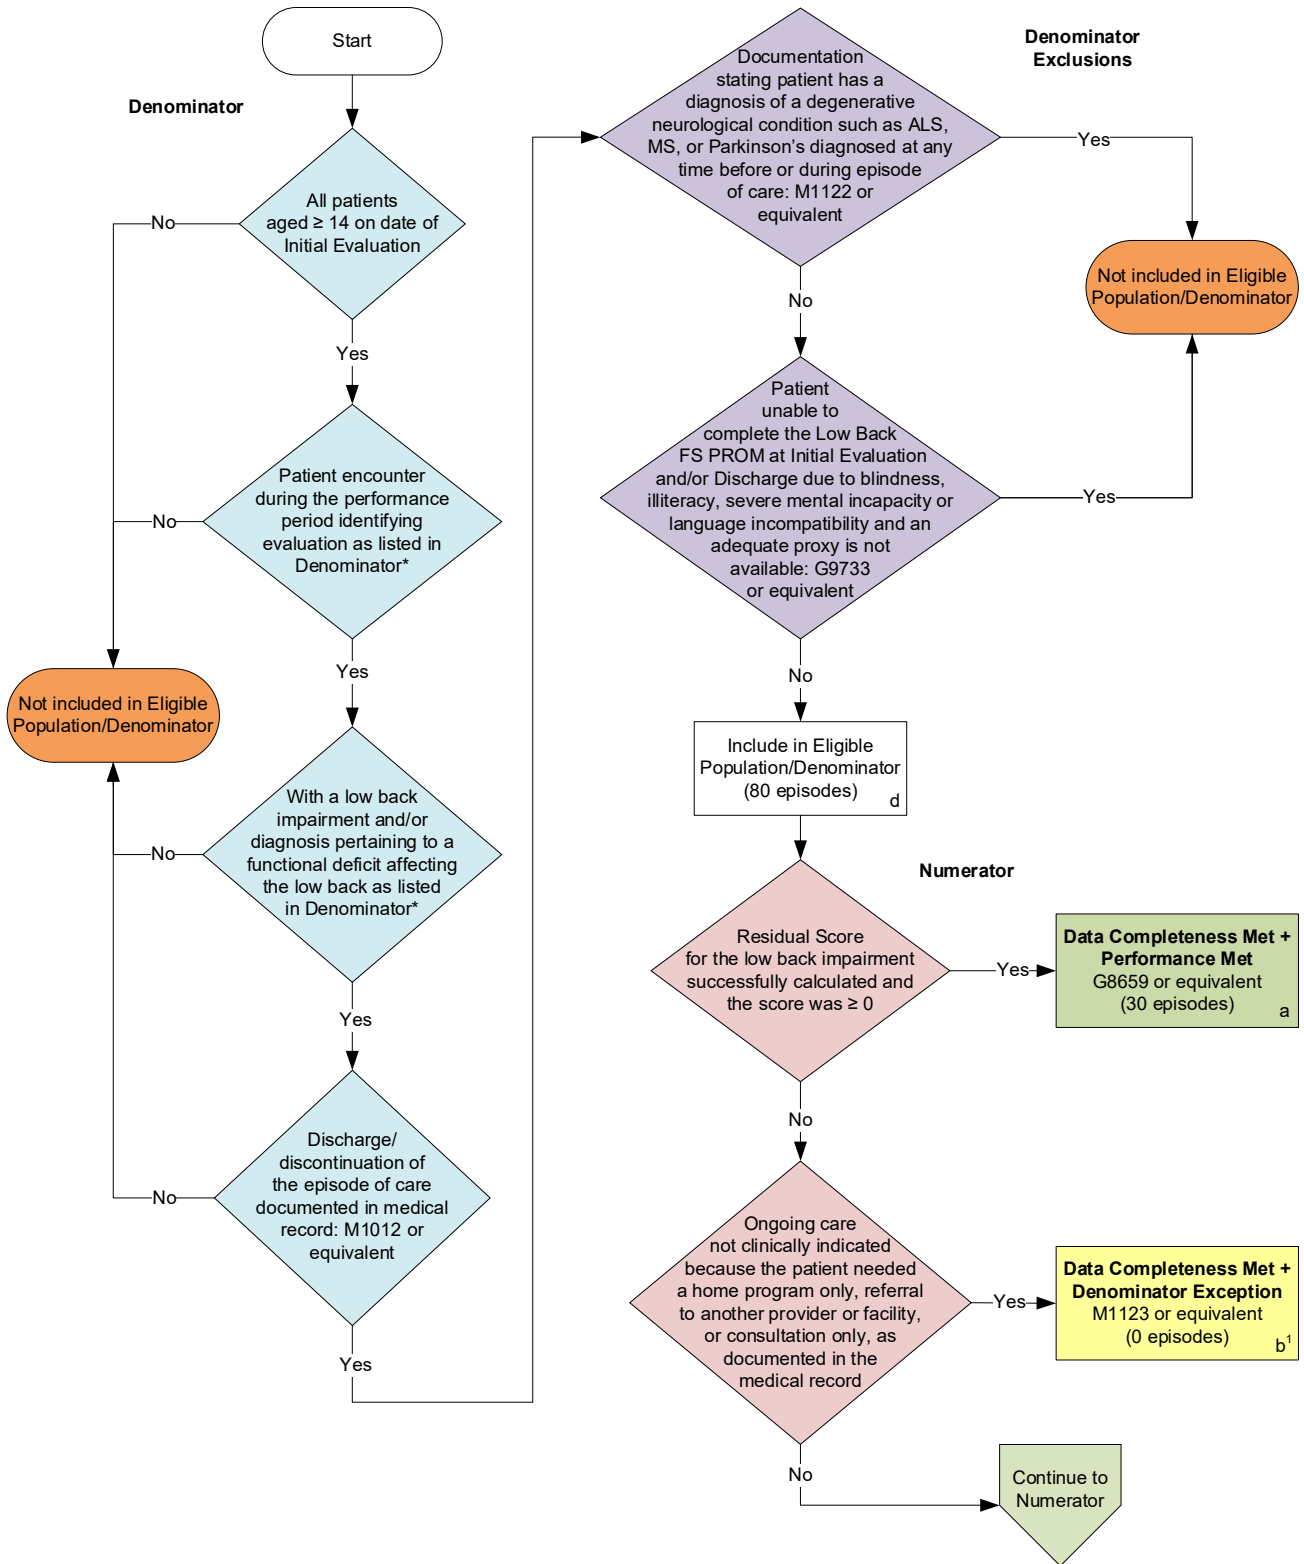 Start
Denominator
All patients
aged ≥ 14 on date of
Initial Evaluation
No
Yes
Patient encounter
during the performance
period identifying
evaluation as listed in
Denominator*
No
Yes
Not included in Eligible
Population/Denominator
With a low back
impairment and/or
diagnosis pertaining to a
functional deficit affecting
the low back as listed
in Denominator*
No
Yes
Discharge/
discontinuation of
the episode of care
documented in medical
record: M1012 or
equivalent
No
Yes
Denominator
Exclusions
Documentation
stating patient has a
diagnosis of a degenerative
neurological condition such as ALS,
MS, or Parkinson's diagnosed at any
time before or during episode
of care: M1122 or
equivalent
Yes
No
Not included in Eligible
Population/Denominator
Patient
unable to
complete the Low Back
FS PROM at Initial Evaluation
and/or Discharge due to blindness,
illiteracy, severe mental incapacity or
language incompatibility and an
adequate proxy is not
available: G9733
or equivalent
Yes
No
Include in Eligible
Population/Denominator
(80 episodes)
d
Numerator
Residual Score
for the low back impairment
successfully calculated and
the score was ≥ 0
Yes
Data Completeness Met +
Performance Met
G8659 or equivalent
(30 episodes)
a
No
Ongoing care
not clinically indicated
because the patient needed
a home program only, referral
to another provider or facility,
or consultation only, as
documented in the
medical record
Yes
Data Completeness Met +
Denominator Exception
M1123 or equivalent
(0 episodes)
b¹
No
Continue to
Numerator